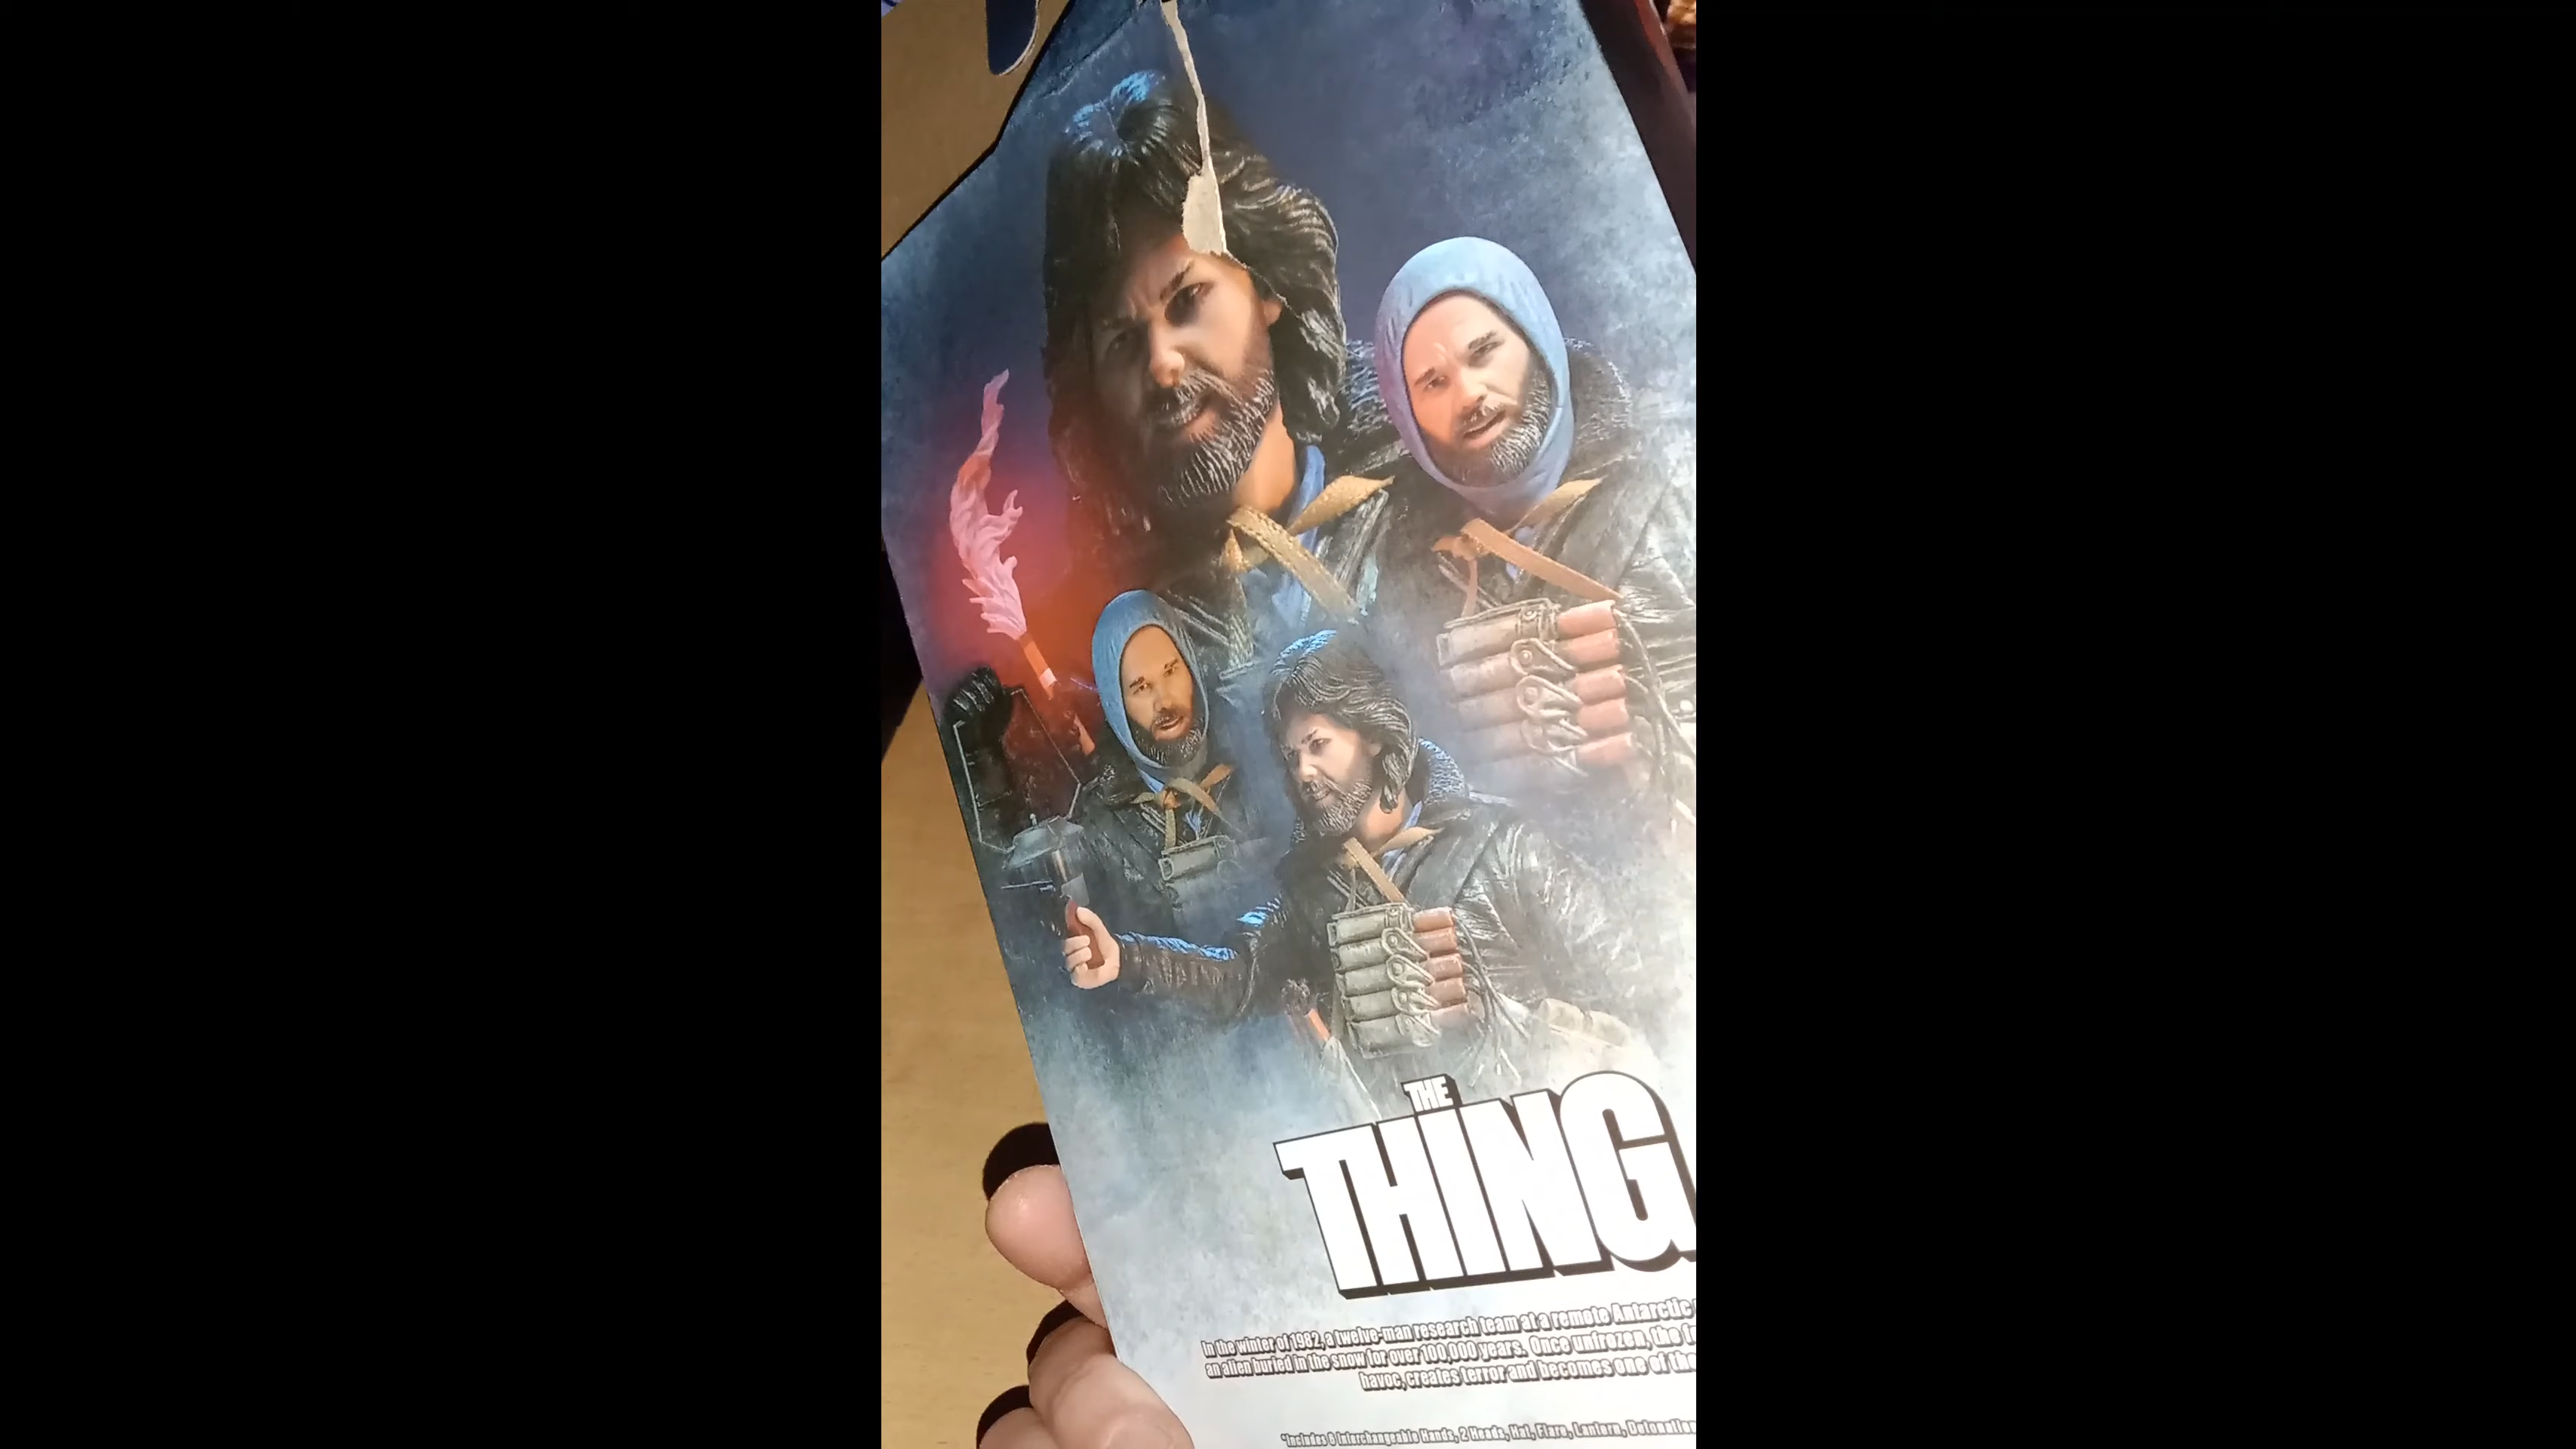 THE
THING
In the winter of 1982, a twelve-man research team at a remote Antarctic
an alien buried in the snow for over 100,000 years. Once unfrozen, the
havoc, creates terror and becomes one of the
*Includes 6 Interchangeable Hands, 2 Heads, Hat, Flare, Lantern, Detonation